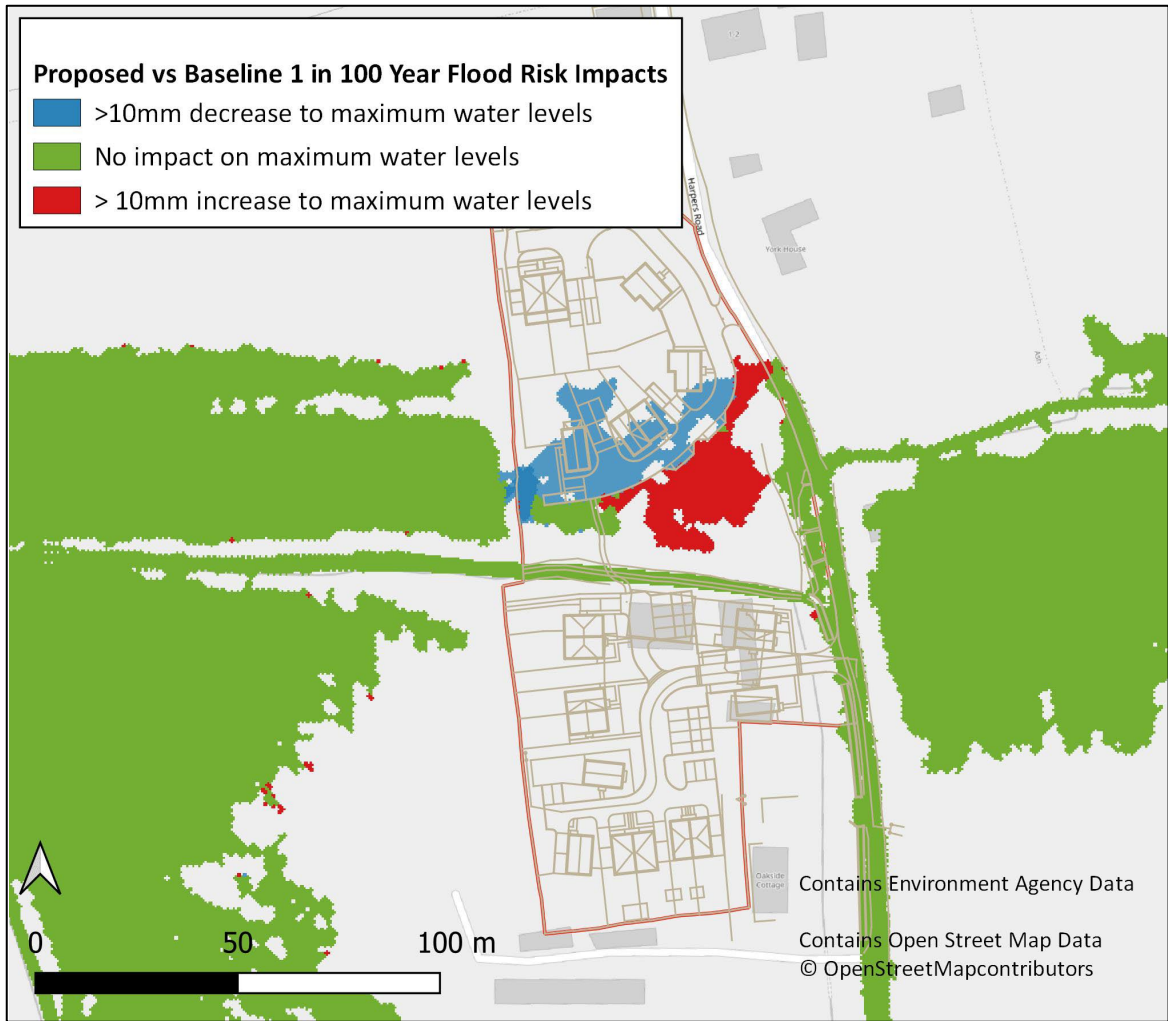 Proposed vs Baseline 1 in 100 Year Flood Risk Impacts
>10mm decrease to maximum water levels
No impact on maximum water levels
> 10mm increase to maximum water levels
Harpers Road
York House
Ash
Oakside
Cottage
Contains Environment Agency Data
Contains Open Street Map Data
© OpenStreetMapcontributors
0
50
100 m